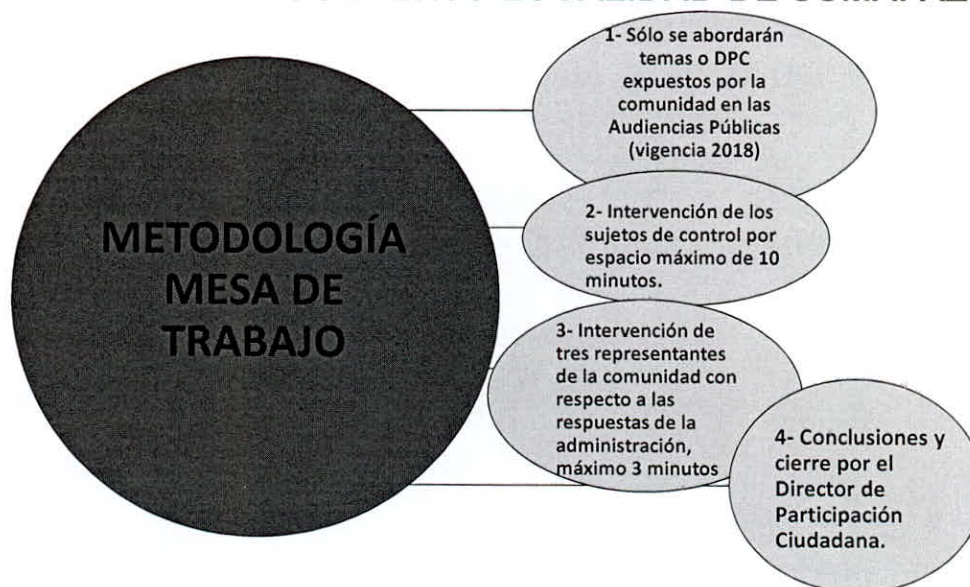 METODOLOGÍA
MESA DE
TRABAJO
1- Sólo se abordarán
temas o DPC
expuestos por la
comunidad en las
Audiencias Públicas
(vigencia 2018)
2- Intervención de los
sujetos de control por
espacio máximo de 10
minutos.
3- Intervención de
tres representantes
de la comunidad con
respecto a las
respuestas de la
administración,
máximo 3 minutos
4- Conclusiones y
cierre por el
Director de
Participación
Ciudadana.